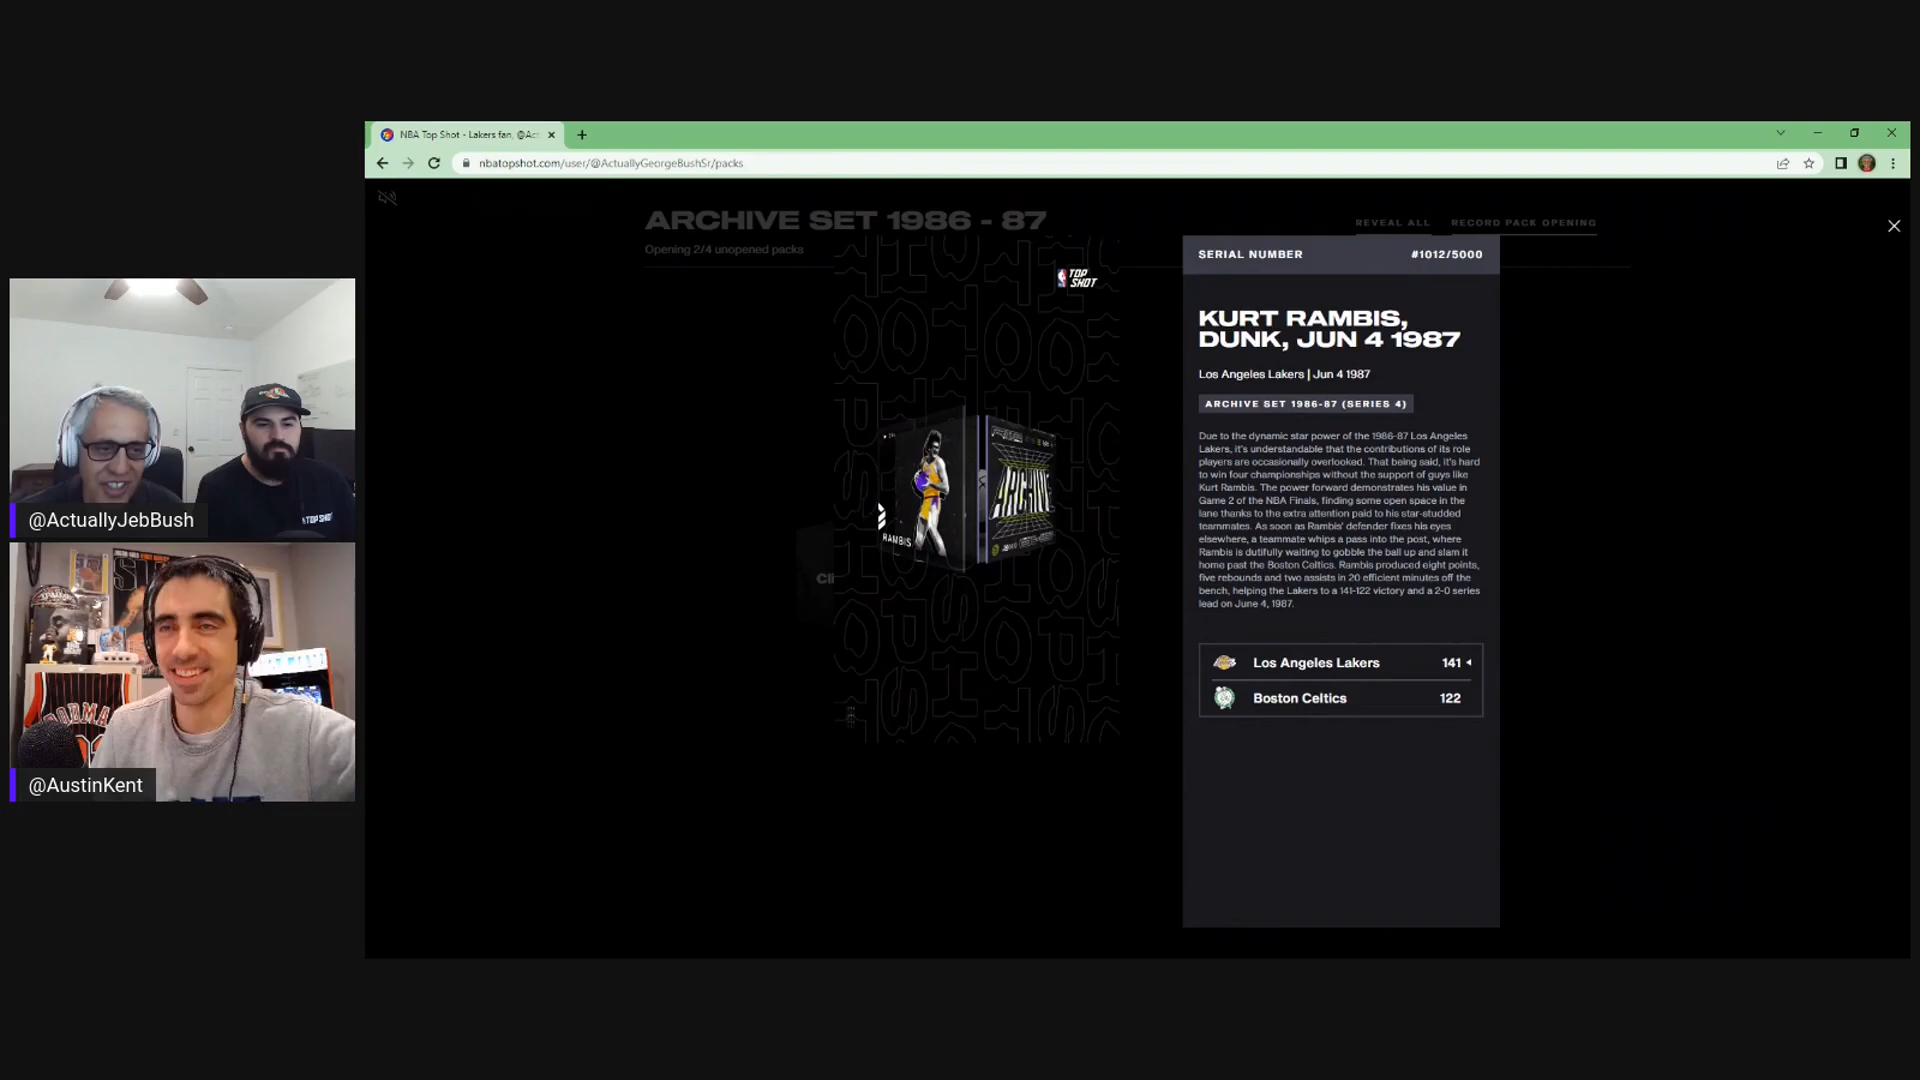 NBA Top Shot - Lakers fan, @Ac
nbatopshot.com/user/@ActuallyGeorgeBushSr/packs
ARCHIVE SET 1986 - 87
Opening 2/4 unopened packs
REVEAL ALL
RECORD PACK OPENING
TOP
SHOT
RAMBIS
ARCHIVE
Cli
SERIAL NUMBER
#1012/5000
KURT RAMBIS,
DUNK, JUN 4 1987
Los Angeles Lakers | Jun 4 1987
ARCHIVE SET 1986-87 (SERIES 4)
Due to the dynamic star power of the 1986-87 Los Angeles
Lakers, it's understandable that the contributions of its role
players are occasionally overlooked. That being said, it's hard
to win four championships without the support of guys like
Kurt Rambis. The power forward demonstrates his value in
Game 2 of the NBA Finals, finding some open space in the
lane thanks to the extra attention paid to his star-studded
teammates. As soon as Rambis' defender fixes his eyes
elsewhere, a teammate whips a pass into the post, where
Rambis is dutifully waiting to gobble the ball up and slam it
home past the Boston Celtics. Rambis produced eight points,
five rebounds and two assists in 20 efficient minutes off the
bench, helping the Lakers to a 141-122 victory and a 2-0 series
lead on June 4, 1987.
Los Angeles Lakers 141
Boston Celtics 122
TOP SHOT
@ActuallyJebBush
@AustinKent